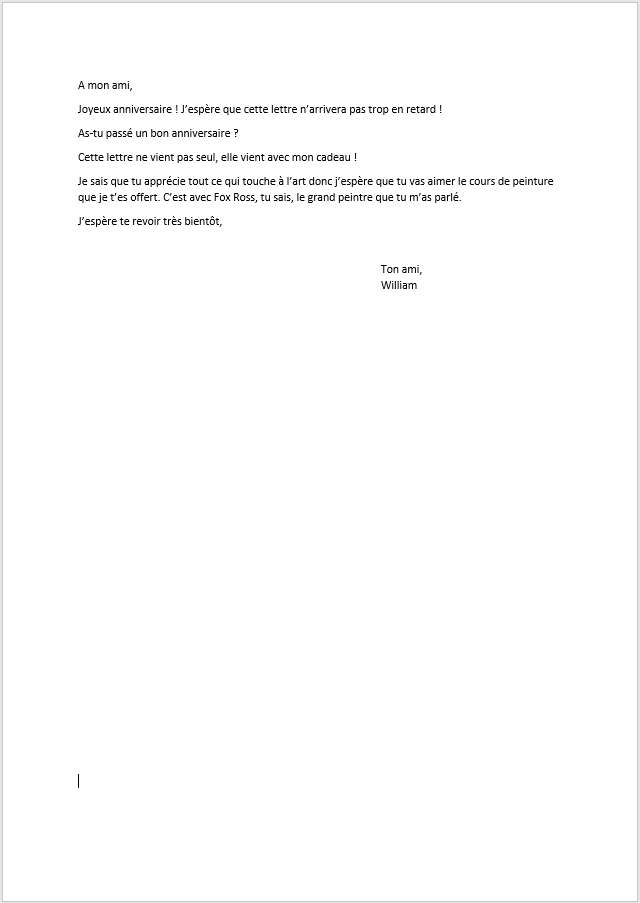 A mon ami,
Joyeux anniversaire ! J’espère que cette lettre n’arrivera pas trop en retard !
As-tu passé un bon anniversaire ?
Cette lettre ne vient pas seul, elle vient avec mon cadeau !
Je sais que tu apprécie tout ce qui touche à l’art donc j’espère que tu vas aimer le cours de peinture
que je t’es offert. C’est avec Fox Ross, tu sais, le grand peintre que tu m’as parlé.
J’espère te revoir très bientôt,
Ton ami,
William